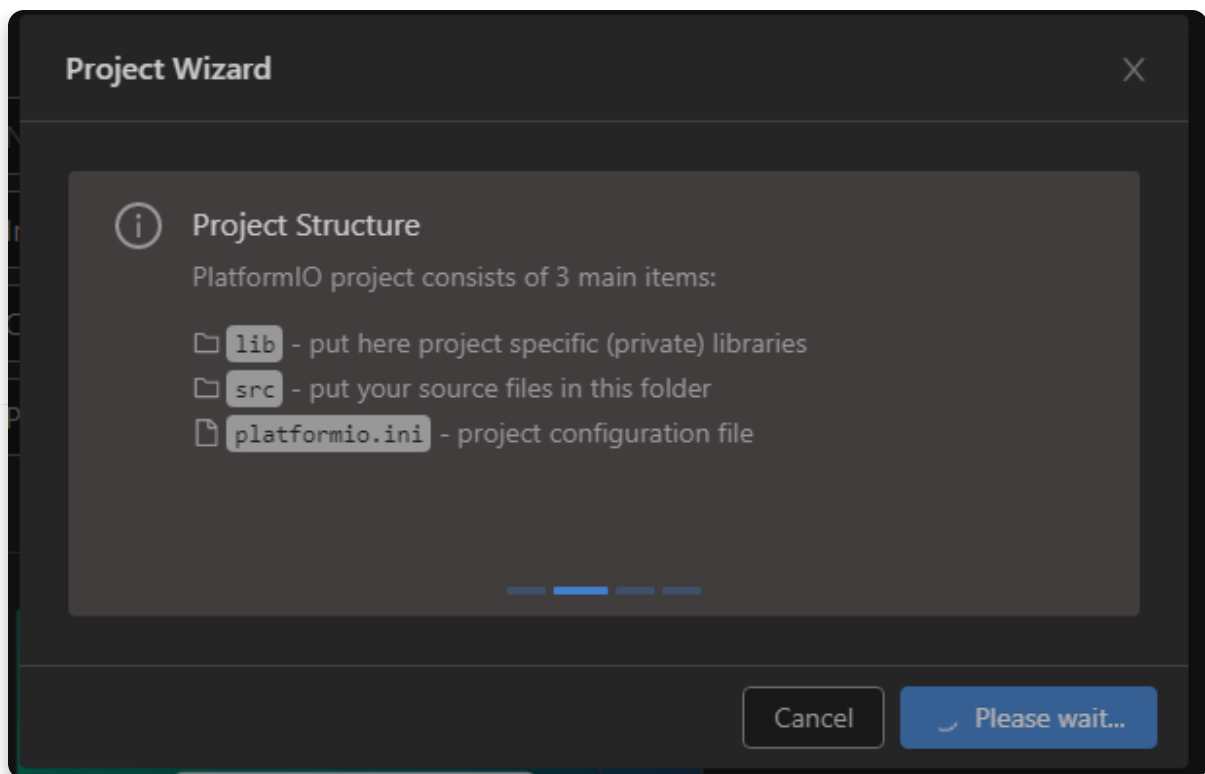 Project Wizard
Project Structure
PlatformIO project consists of 3 main items:
lib - put here project specific (private) libraries
src - put your source files in this folder
platformio.ini - project configuration file
Cancel
Please wait...